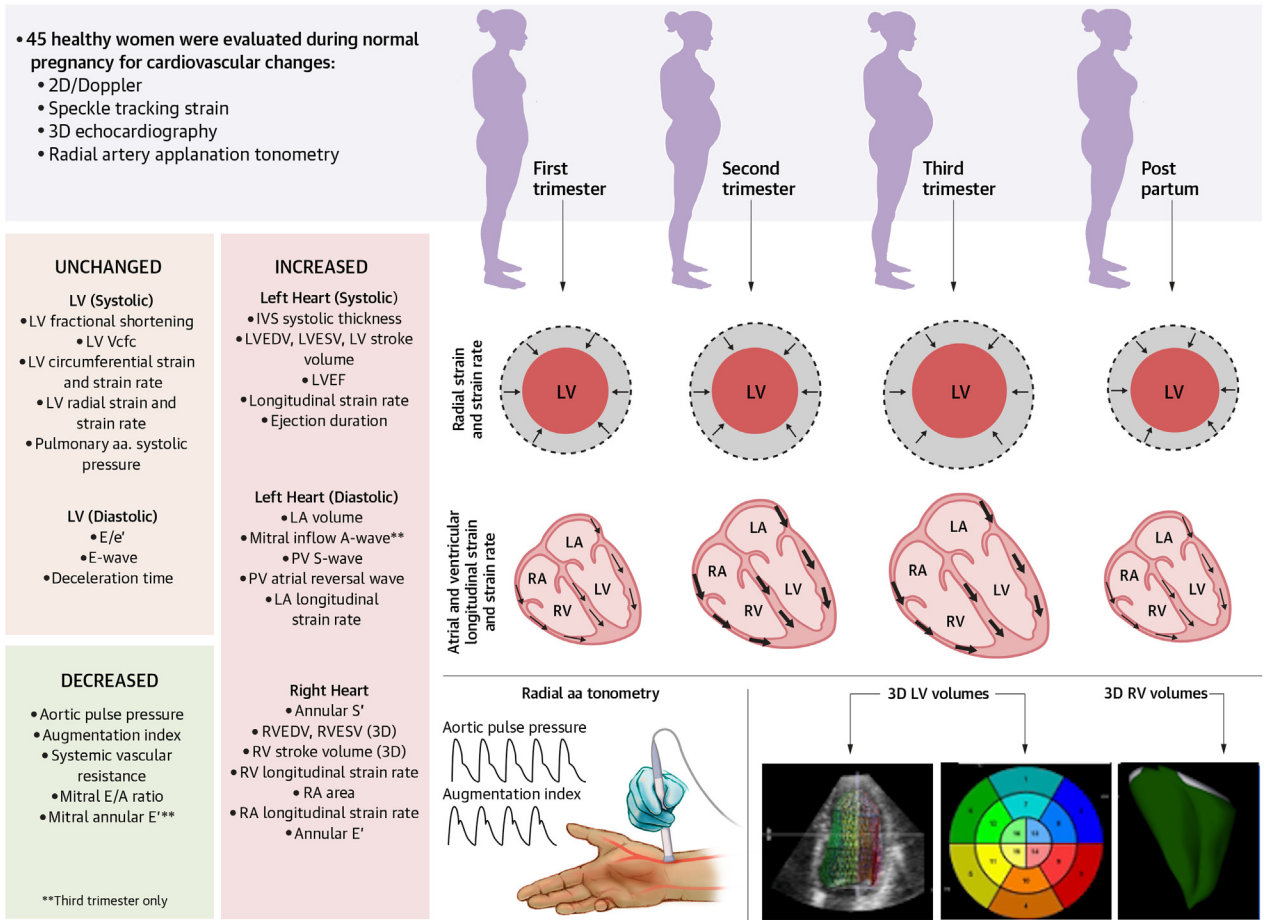 • 45 healthy women were evaluated during normal
pregnancy for cardiovascular changes:
• 2D/Doppler
• Speckle tracking strain
• 3D echocardiography
• Radial artery applanation tonometry
First
trimester
Second
trimester
Third
trimester
Post
partum
UNCHANGED
LV (Systolic)
• LV fractional shortening
• LV Vcfc
• LV circumferential strain
and strain rate
• LV radial strain and
strain rate
• Pulmonary aa. systolic
pressure
LV (Diastolic)
• E/e'
• E-wave
• Deceleration time
INCREASED
Left Heart (Systolic)
• IVS systolic thickness
• LVEDV, LVESV, LV stroke
volume
• LVEF
• Longitudinal strain rate
• Ejection duration
Left Heart (Diastolic)
• LA volume
• Mitral inflow A-wave**
• PV S-wave
• PV atrial reversal wave
• LA longitudinal
strain rate
Right Heart
• Annular S'
• RVEDV, RVESV (3D)
• RV stroke volume (3D)
• RV longitudinal strain rate
• RA area
• RA longitudinal strain rate
• Annular E'
DECREASED
• Aortic pulse pressure
• Augmentation index
• Systemic vascular
resistance
• Mitral E/A ratio
• Mitral annular E'**
**Third trimester only
Radial strain
and strain rate
LV
LV
LV
LV
Atrial and ventricular
longitudinal strain
and strain rate
LA
RA
LV
RV
LA
RA
LV
RV
LA
RA
LV
RV
LA
RA
LV
RV
Radial aa tonometry
Aortic pulse pressure
Augmentation index
3D LV volumes
3D RV volumes
1
7
10
11
4